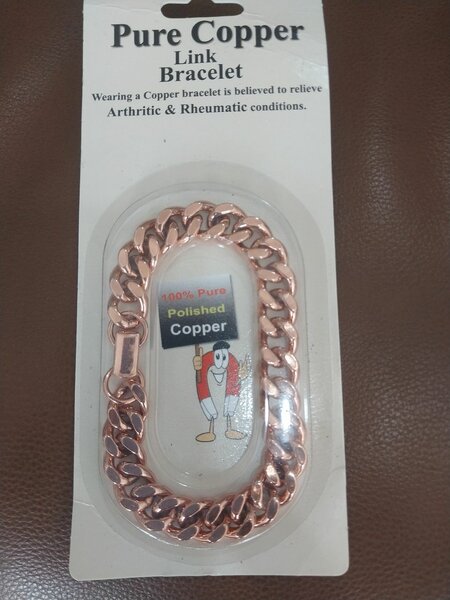 Pure Copper
Link
Bracelet
Wearing a Copper bracelet is believed to relieve
Arthritic & Rheumatic conditions.
100% Pure
Polished
Copper